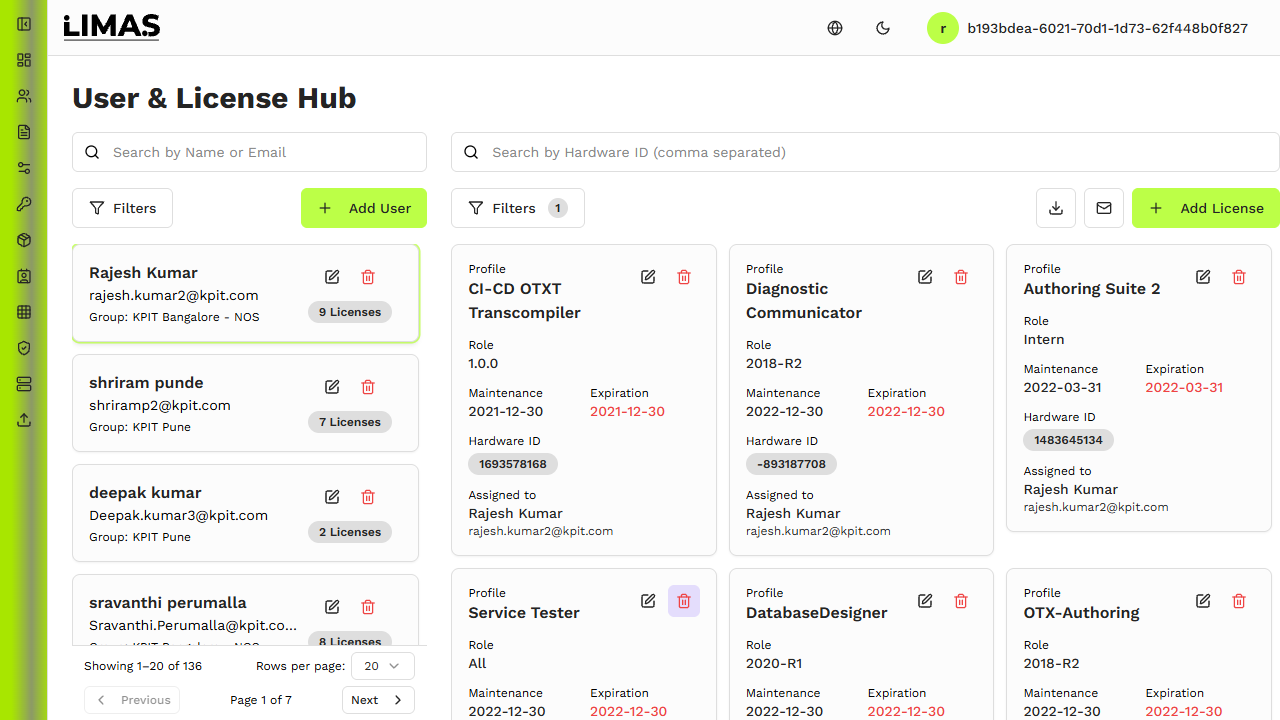 LIMAS
r
b193bdea-6021-70d1-1d73-62f448b0f827
User & License Hub
Search by Name or Email
Filters
Add User
Rajesh Kumar
rajesh.kumar2@kpit.com
Group: KPIT Bangalore - NOS
9 Licenses
shriram punde
shriramp2@kpit.com
Group: KPIT Pune
7 Licenses
deepak kumar
Deepak.kumar3@kpit.com
Group: KPIT Pune
2 Licenses
sravanthi perumalla
Sravanthi.Perumalla@kpit.co...
Group: KPIT Bangalore - NOS
8 Licenses
Showing 1–20 of 136
Rows per page:
20
Previous
Page 1 of 7
Next
Search by Hardware ID (comma separated)
Filters 1
Add License
Profile
CI-CD OTXT
Transcompiler
Role
1.0.0
Maintenance
2021-12-30
Expiration
2021-12-30
Hardware ID
1693578168
Assigned to
Rajesh Kumar
rajesh.kumar2@kpit.com
Profile
Diagnostic
Communicator
Role
2018-R2
Maintenance
2022-12-30
Expiration
2022-12-30
Hardware ID
-893187708
Assigned to
Rajesh Kumar
rajesh.kumar2@kpit.com
Profile
Authoring Suite 2
Role
Intern
Maintenance
2022-03-31
Expiration
2022-03-31
Hardware ID
1483645134
Assigned to
Rajesh Kumar
rajesh.kumar2@kpit.com
Profile
Service Tester
Role
All
Maintenance
2022-12-30
Expiration
2022-12-30
Profile
DatabaseDesigner
Role
2020-R1
Maintenance
2022-12-30
Expiration
2022-12-30
Profile
OTX-Authoring
Role
2018-R2
Maintenance
2022-12-30
Expiration
2022-12-30